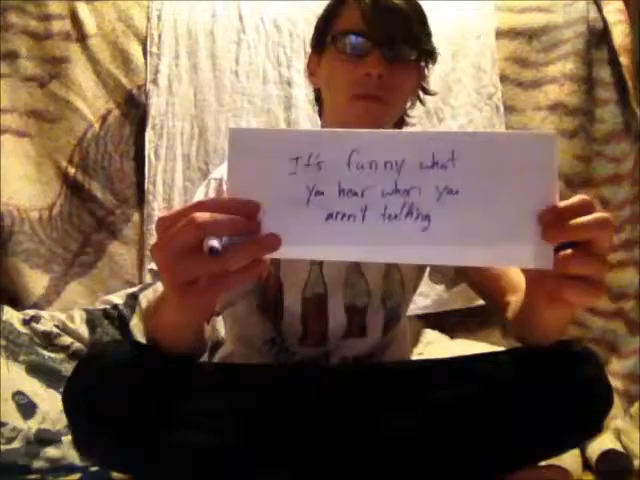 It's funny what
you hear when you
aren't talking